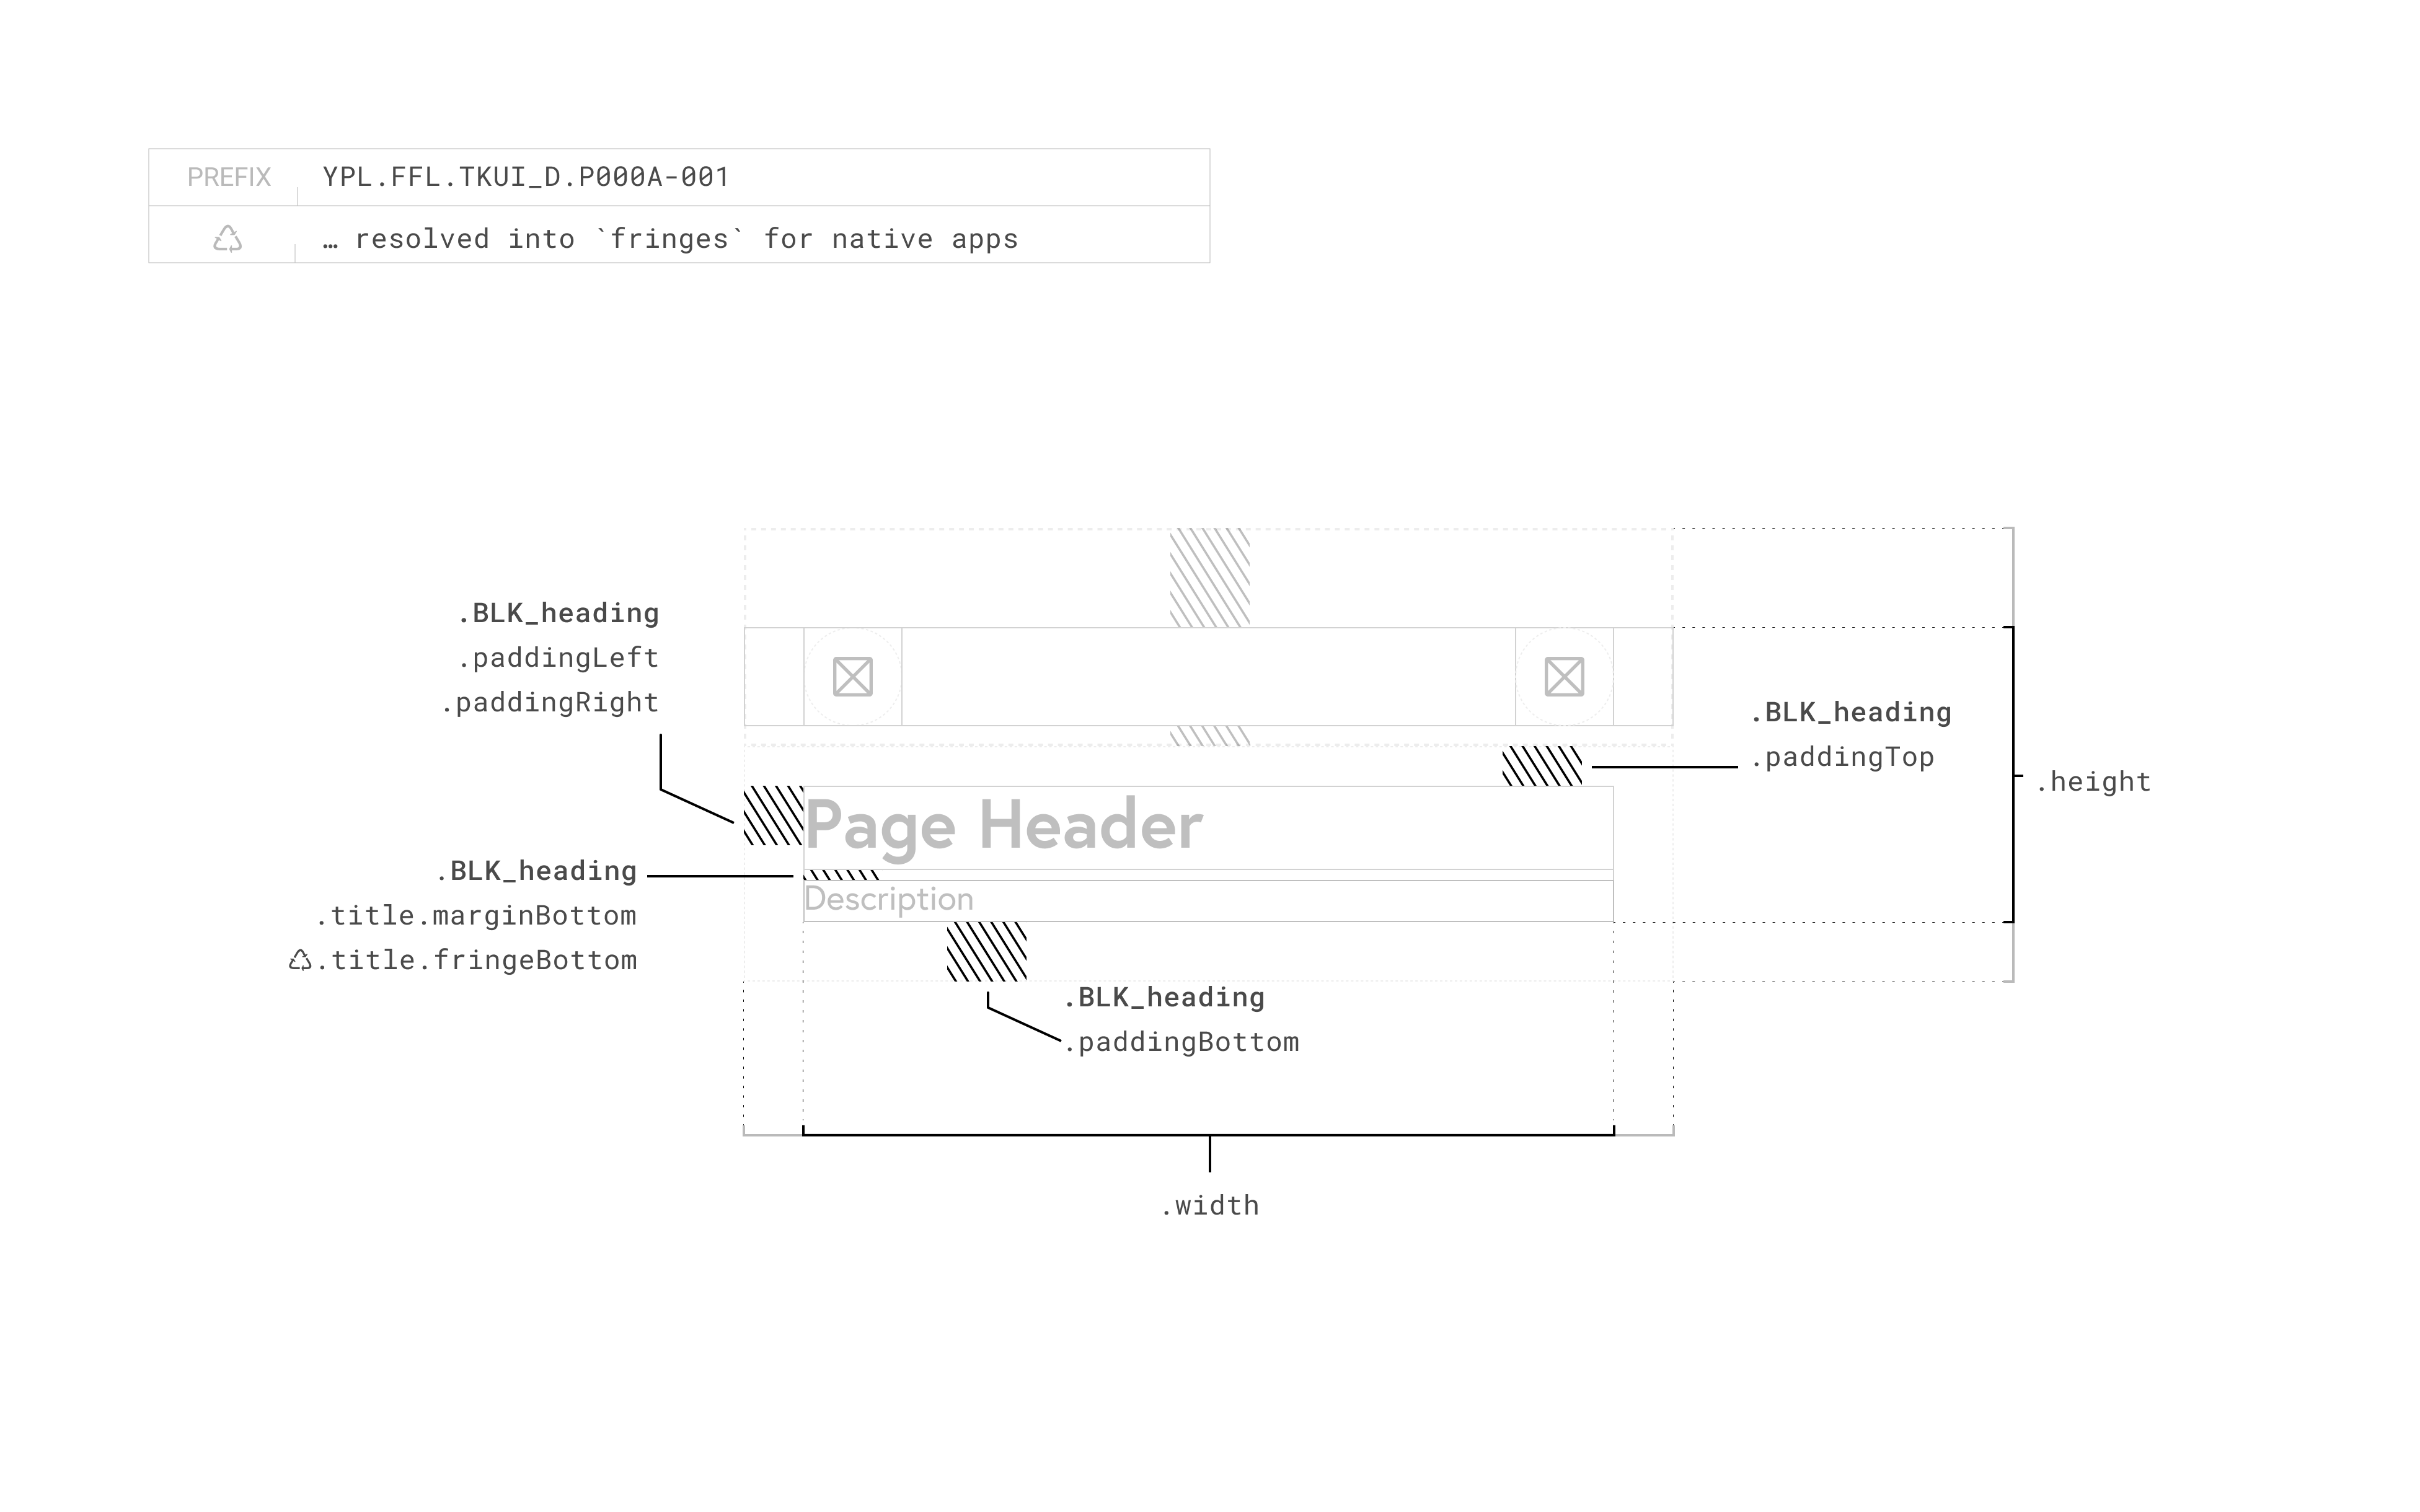 PREFIX YPL.FFL.TKUI_D.P000A-001
… resolved into `fringes` for native apps
.BLK_heading
.paddingLeft
.paddingRight
.BLK_heading
.paddingTop
.height
Page Header
.BLK_heading
.title.marginBottom
.title.fringeBottom
Description
.BLK_heading
.paddingBottom
.width